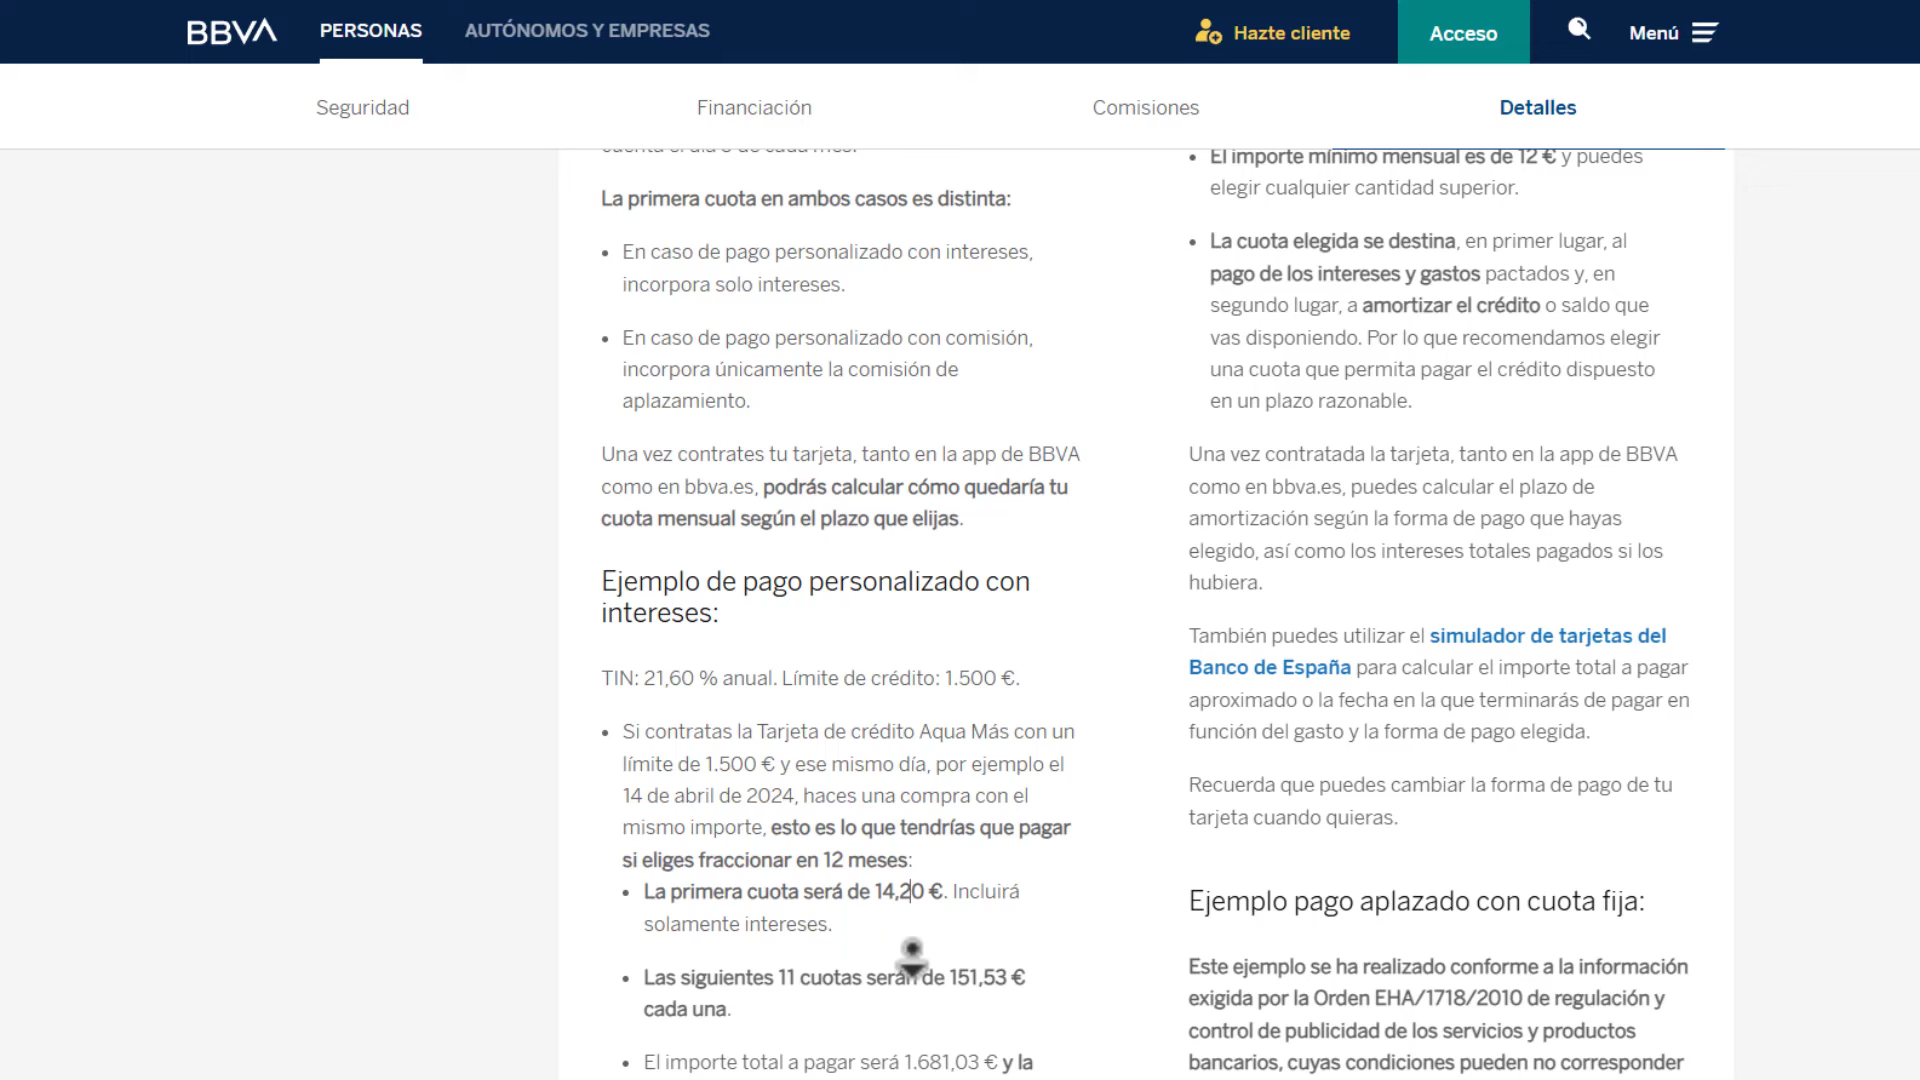 BBVA
PERSONAS
AUTÓNOMOS Y EMPRESAS
Hazte cliente
Acceso
Menú
Seguridad
Financiación
Comisiones
Detalles
La primera cuota en ambos casos es distinta:
En caso de pago personalizado con intereses,
incorpora solo intereses.
En caso de pago personalizado con comisión,
incorpora únicamente la comisión de
aplazamiento.
Una vez contrates tu tarjeta, tanto en la app de BBVA
como en bbva.es, podrás calcular cómo quedaría tu
cuota mensual según el plazo que elijas.
Ejemplo de pago personalizado con
intereses:
TIN: 21,60 % anual. Límite de crédito: 1.500 €.
Si contratas la Tarjeta de crédito Aqua Más con un
límite de 1.500 € y ese mismo día, por ejemplo el
14 de abril de 2024, haces una compra con el
mismo importe, esto es lo que tendrías que pagar
si eliges fraccionar en 12 meses:
La primera cuota será de 14,20 €. Incluirá
solamente intereses.
Las siguientes 11 cuotas serán de 151,53 €
cada una.
El importe total a pagar será 1.681,03 € y la
El importe mínimo mensual es de 12 € y puedes
elegir cualquier cantidad superior.
La cuota elegida se destina, en primer lugar, al
pago de los intereses y gastos pactados y, en
segundo lugar, a amortizar el crédito o saldo que
vas disponiendo. Por lo que recomendamos elegir
una cuota que permita pagar el crédito dispuesto
en un plazo razonable.
Una vez contratada la tarjeta, tanto en la app de BBVA
como en bbva.es, puedes calcular el plazo de
amortización según la forma de pago que hayas
elegido, así como los intereses totales pagados si los
hubiera.
También puedes utilizar el simulador de tarjetas del
Banco de España para calcular el importe total a pagar
aproximado o la fecha en la que terminarás de pagar en
función del gasto y la forma de pago elegida.
Recuerda que puedes cambiar la forma de pago de tu
tarjeta cuando quieras.
Ejemplo pago aplazado con cuota fija:
Este ejemplo se ha realizado conforme a la información
exigida por la Orden EHA/1718/2010 de regulación y
control de publicidad de los servicios y productos
bancarios, cuyas condiciones pueden no corresponder